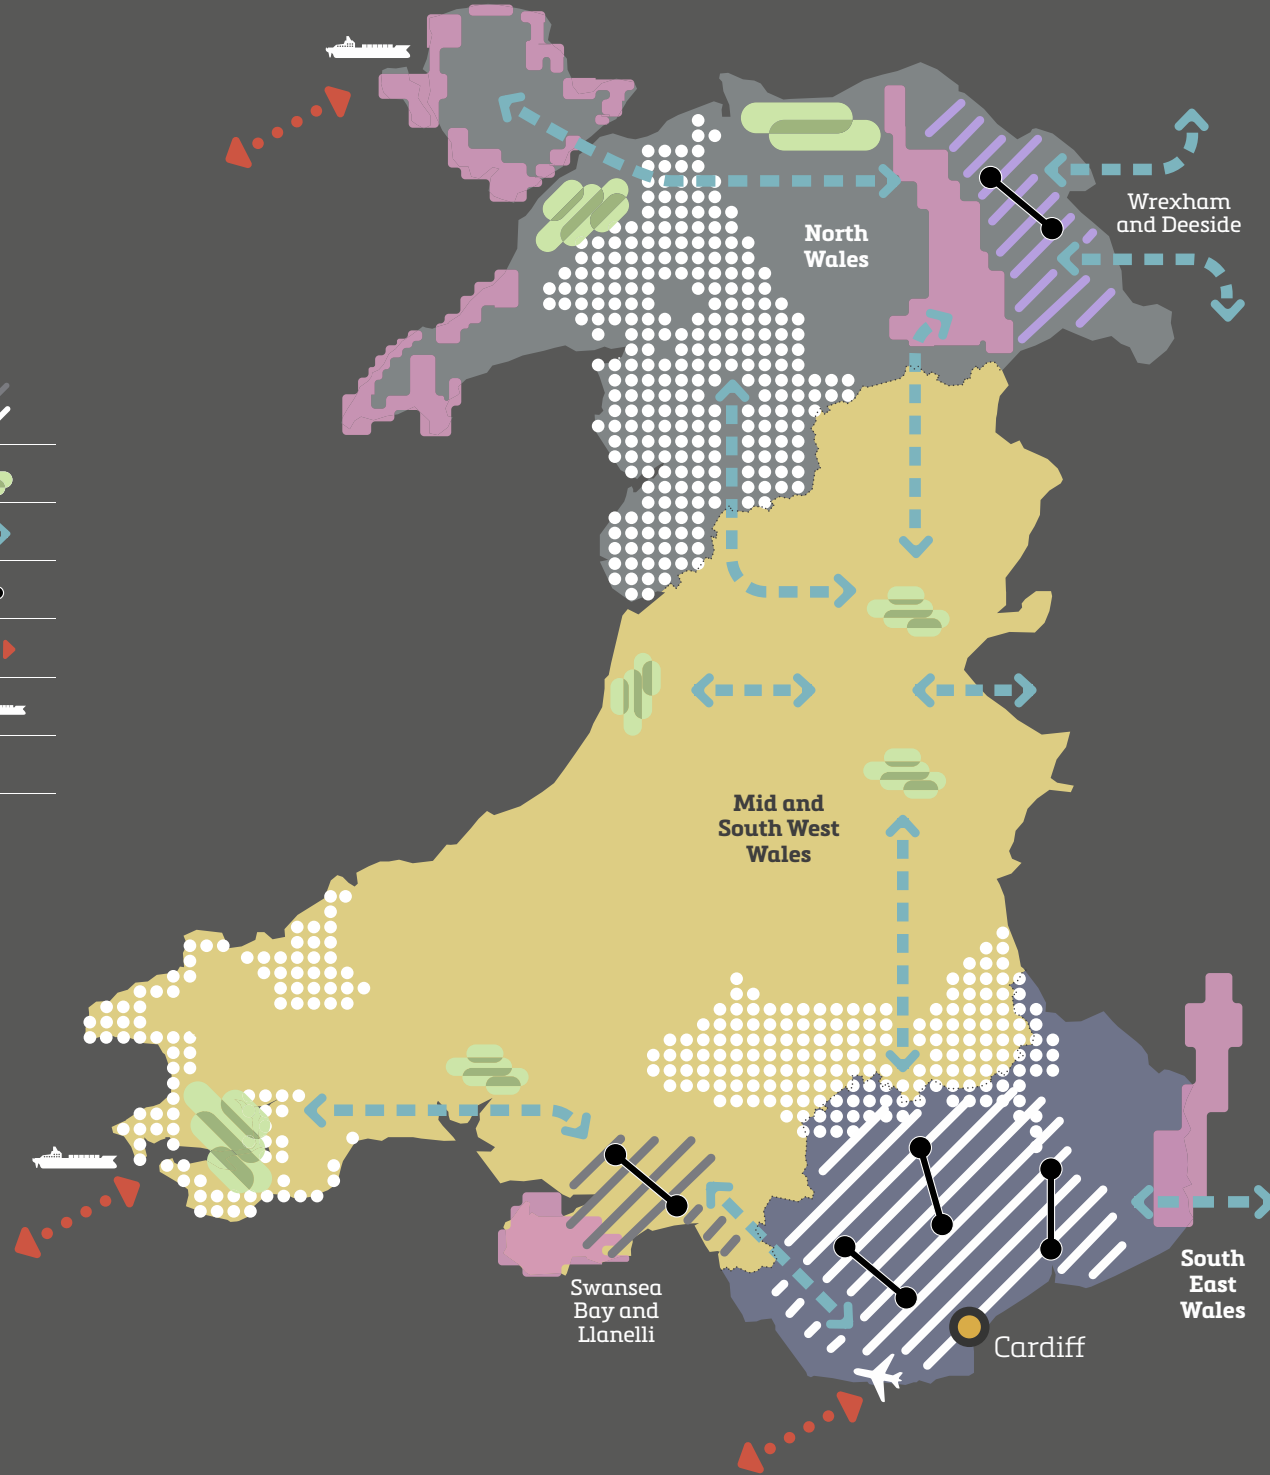 Wrexham
and Deeside
North
Wales
Mid and
South West
Wales
Swansea
Bay and
Llanelli
South
East
Wales
Cardiff